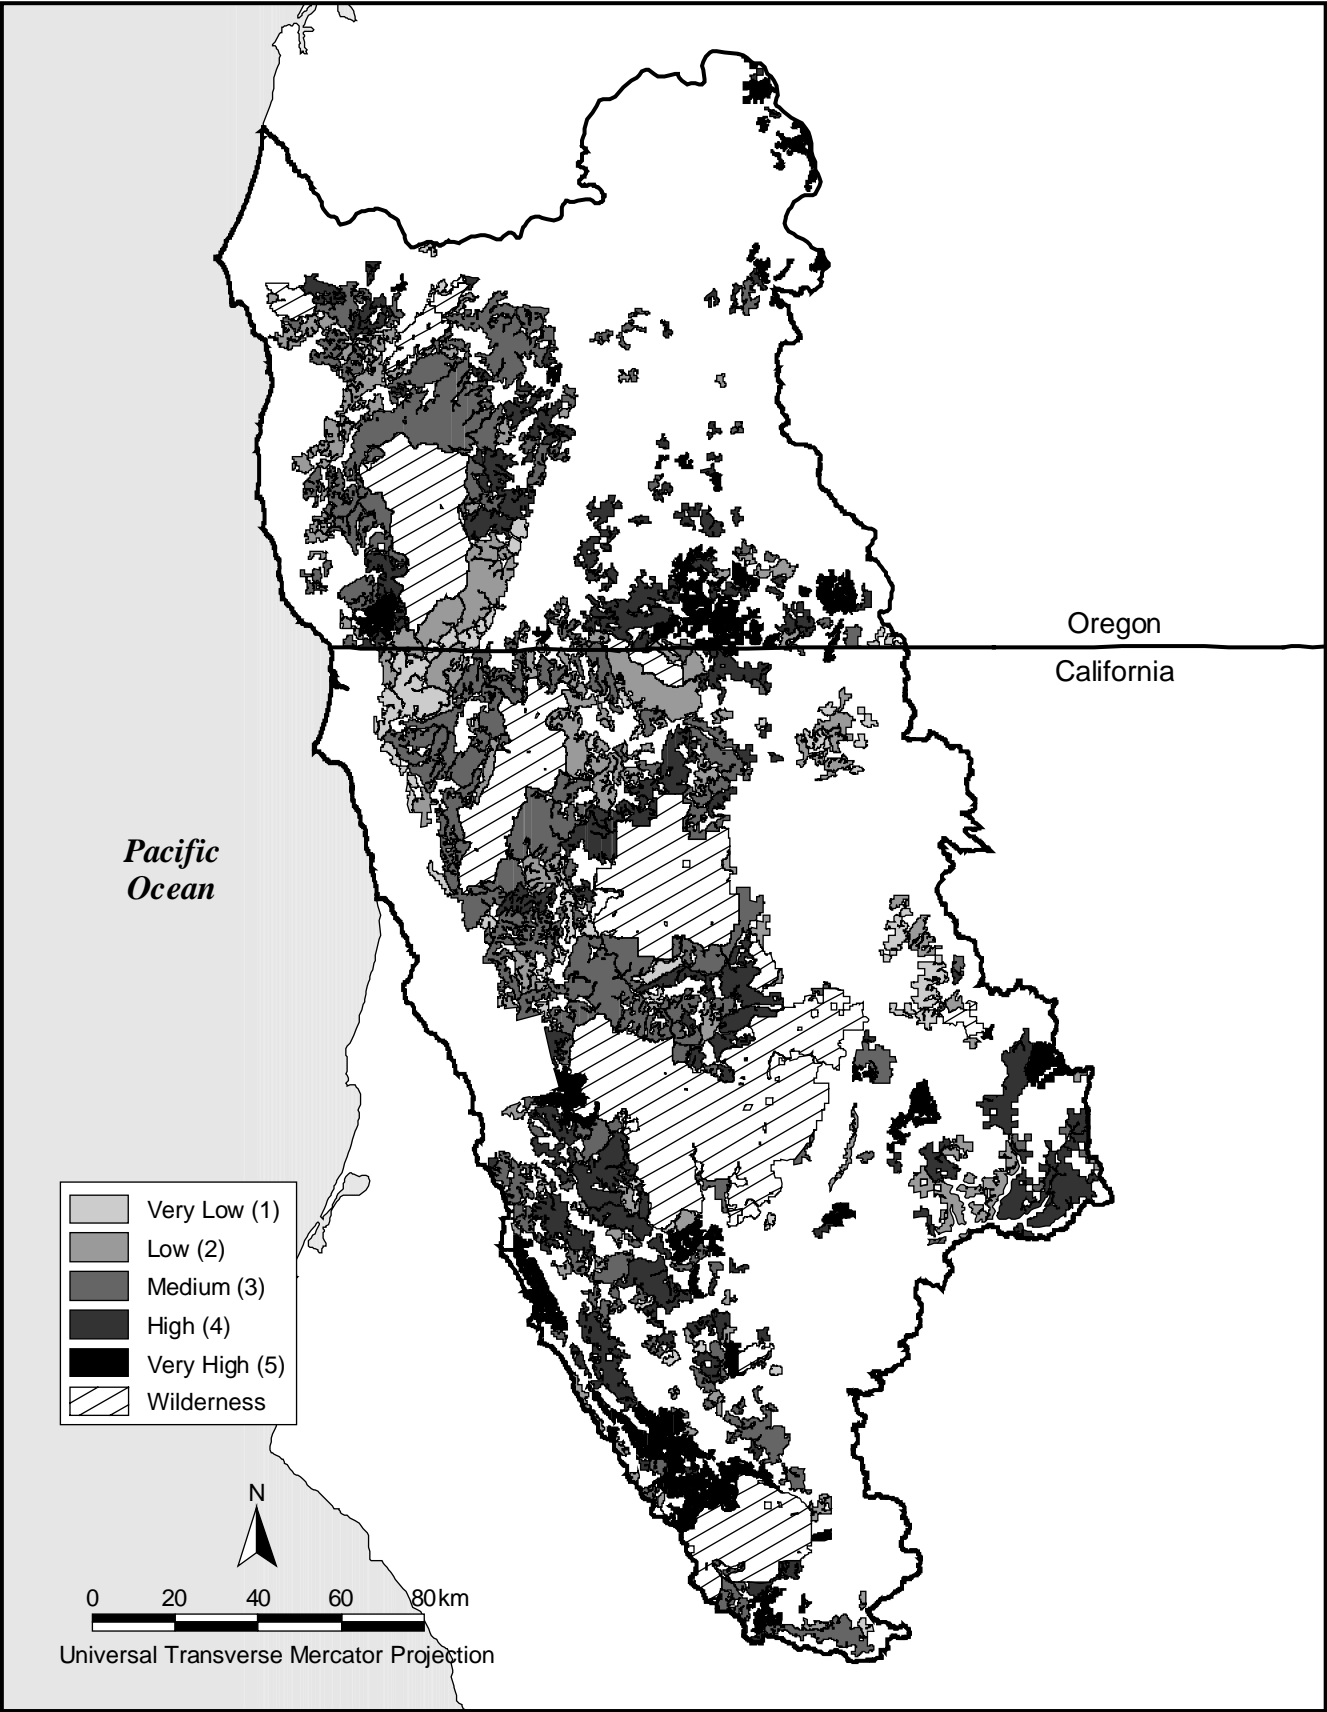 Oregon
California
Pacific
Ocean
Very Low (1)
Low (2)
Medium (3)
High (4)
Very High (5)
Wilderness
N
0 20 40 60 80 km
Universal Transverse Mercator Projection